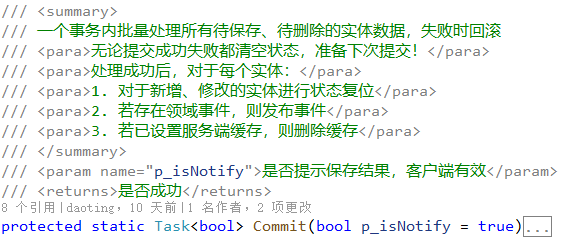 /// <summary>
/// 一个事务内批量处理所有待保存、待删除的实体数据，失败时回滚
/// <para>无论提交成功失败都清空状态，准备下次提交！</para>
/// <para>处理成功后，对于每个实体：</para>
/// <para>1. 对于新增、修改的实体进行状态复位</para>
/// <para>2. 若存在领域事件，则发布事件</para>
/// <para>3. 若已设置服务端缓存，则删除缓存</para>
/// </summary>
/// <param name="p_isNotify">是否提示保存结果，客户端有效</param>
/// <returns>是否成功</returns>
8 个引用|daoting，10 天前|1 名作者，2 项更改
protected static Task<bool> Commit(bool p_isNotify = true)...